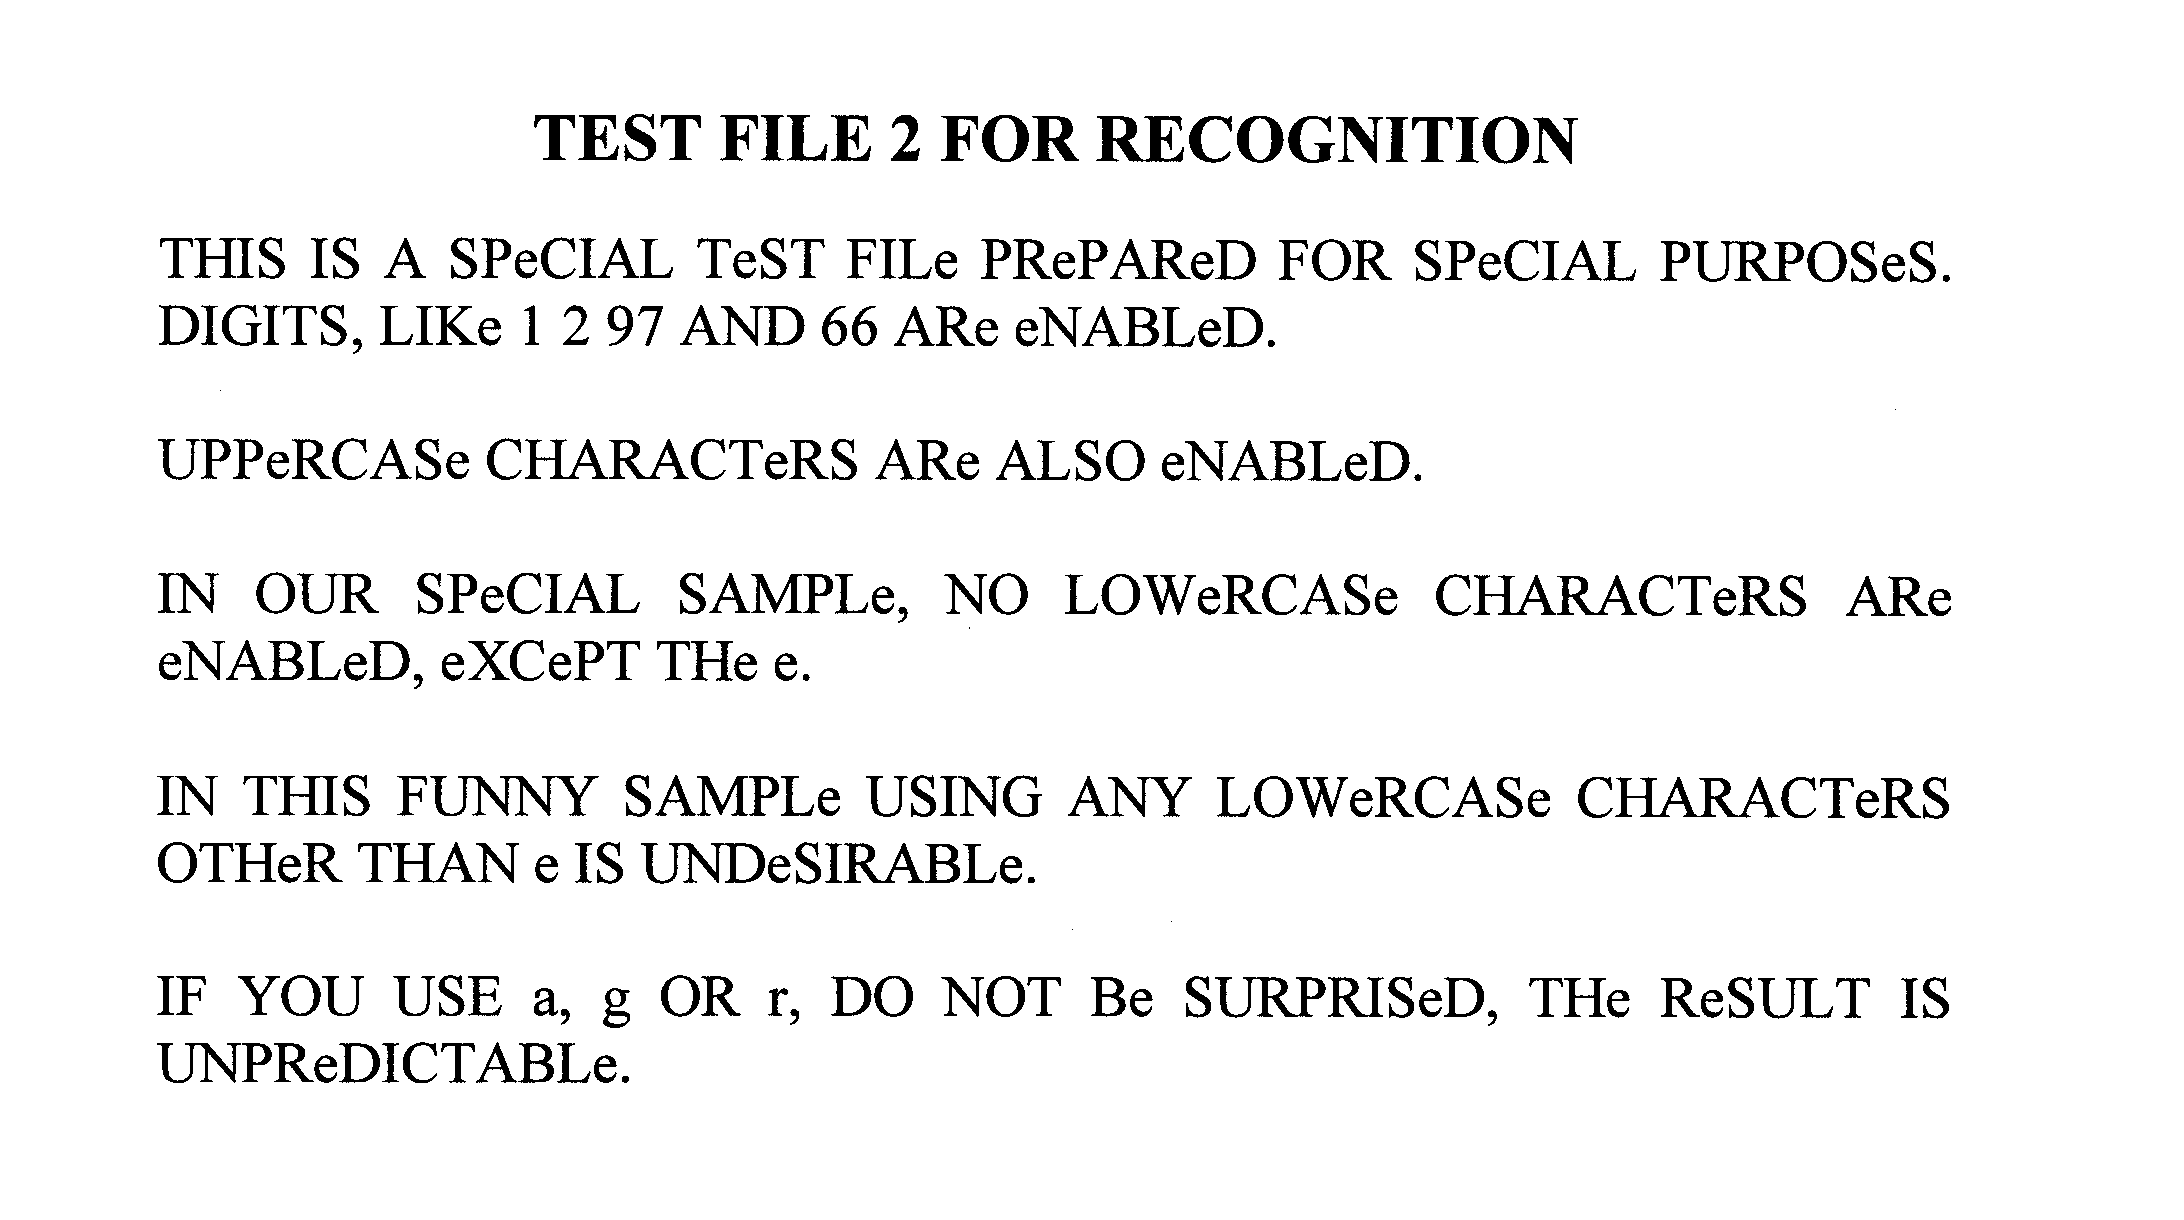 TEST FILE 2 FOR RECOGNITION
THIS IS A SPeCIAL TeST FILe PRePAReD FOR SPeCIAL PURPOSeS.
DIGITS, LIKe 1 2 97 AND 66 ARe eNABLeD.
UPPeRCASe CHARACTeRS ARe ALSO eNABLeD.
IN OUR SPeCIAL SAMPLe, NO LOWeRCASe CHARACTeRS ARe
eNABLeD, eXCePT THe e.
IN THIS FUNNY SAMPLe USING ANY LOWeRCASe CHARACTeRS
OTHeR THAN e IS UNDeSIRABLe.
IF YOU USE a, g OR r, DO NOT Be SURPRISeD, THe ReSULT IS
UNPReDICTABLe.